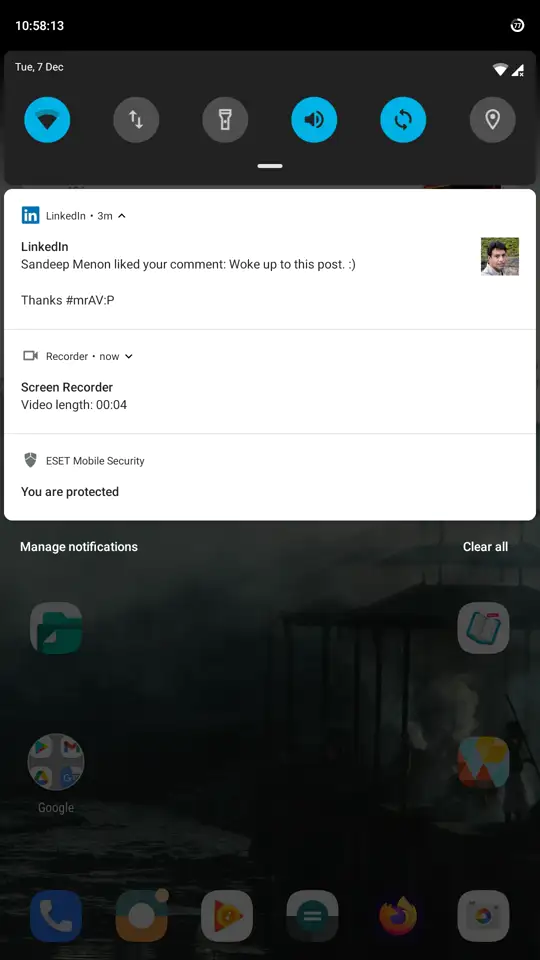 10:58:13
77
Tue, 7 Dec
LinkedIn • 3m
LinkedIn
Sandeep Menon liked your comment: Woke up to this post. :)
Thanks #mrAV:P
Recorder • now
Screen Recorder
Video length: 00:04
ESET Mobile Security
You are protected
Manage notifications
Clear all
Google